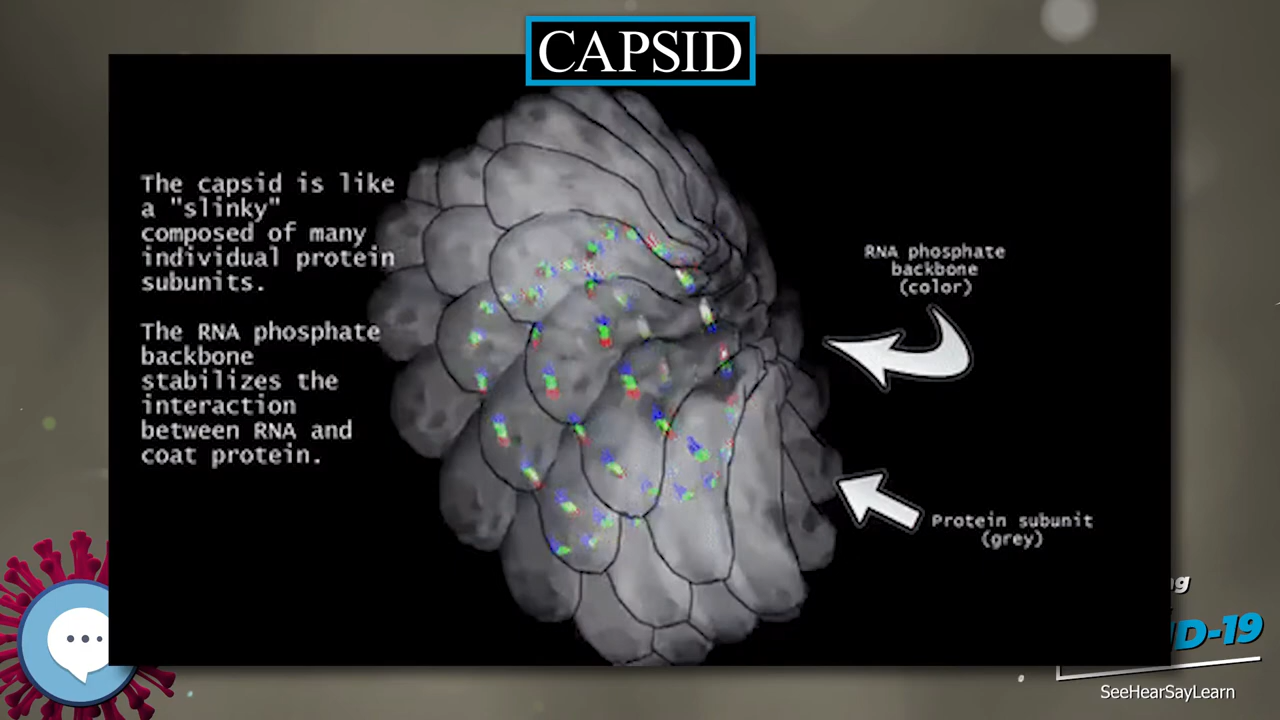 CAPSID
The capsid is like
a "slinky"
composed of many
individual protein
subunits.
The RNA phosphate
backbone
stabilizes the
interaction
between RNA and
coat protein.
RNA phosphate
backbone
(color)
Protein subunit
(grey)
D-19
SeeHearSayLearn